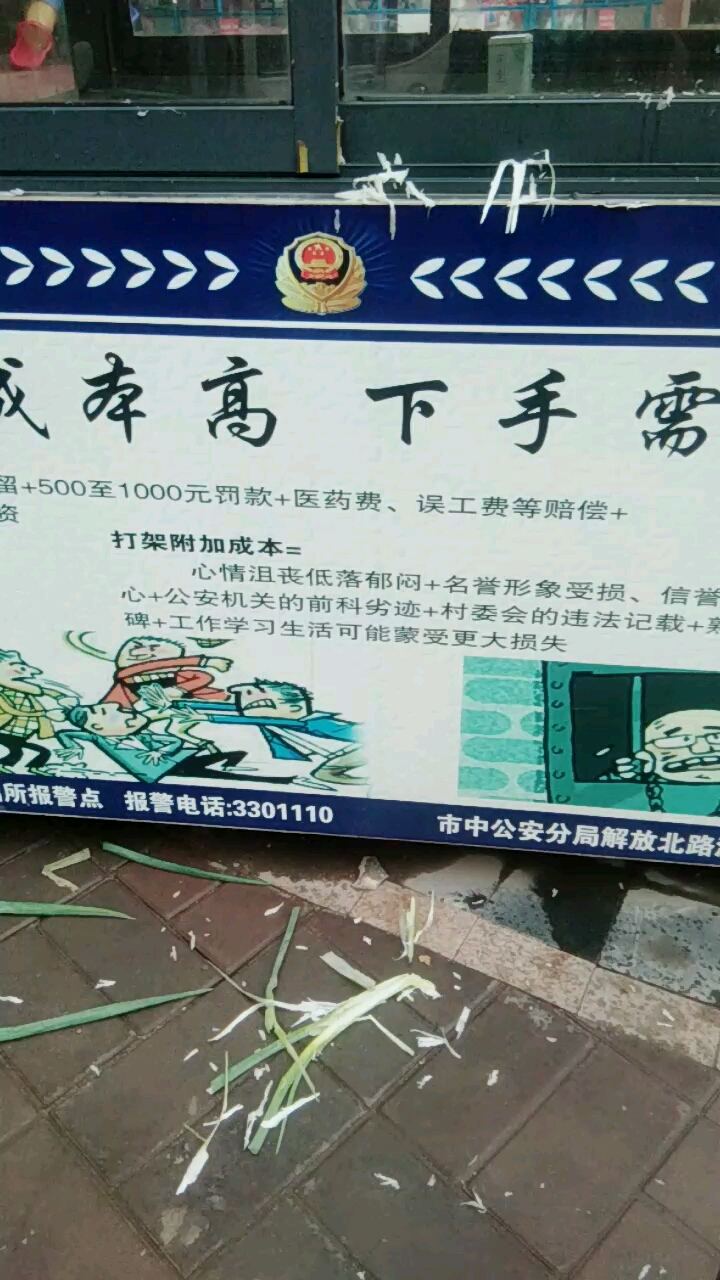 成本高 下手需
留+500至1000元罚款+医药费、误工费等赔偿+
资
打架附加成本=
心情沮丧低落郁闷+名誉形象受损、信誉
心+公安机关的前科劣迹+村委会的违法记载+亲
碑+工作学习生活可能蒙受更大损失
所报警点 报警电话:3301110
市中公安分局解放北路派